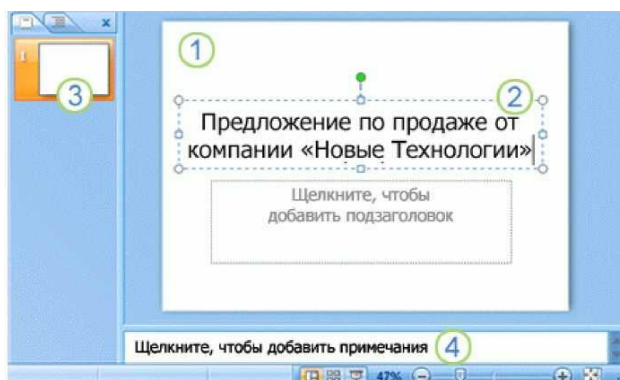 1
1
2
3
Предложение по продаже от
компании «Новые Технологии»
Щелкните, чтобы
добавить подзаголовок
Щелкните, чтобы добавить примечания 4
47%